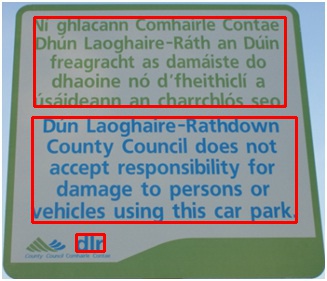 Ní ghlacann Comhairle Contae
Dhún Laoghaire-Ráth an Dúin
freagracht as damáiste do
dhaoine nó d'fheithiclí a
úsáideann an charrchlós seo
Dún Laoghaire-Rathdown
County Council does not
accept responsibility for
damage to persons or
vehicles using this car park.
dlr
County Council Comhairle Contae